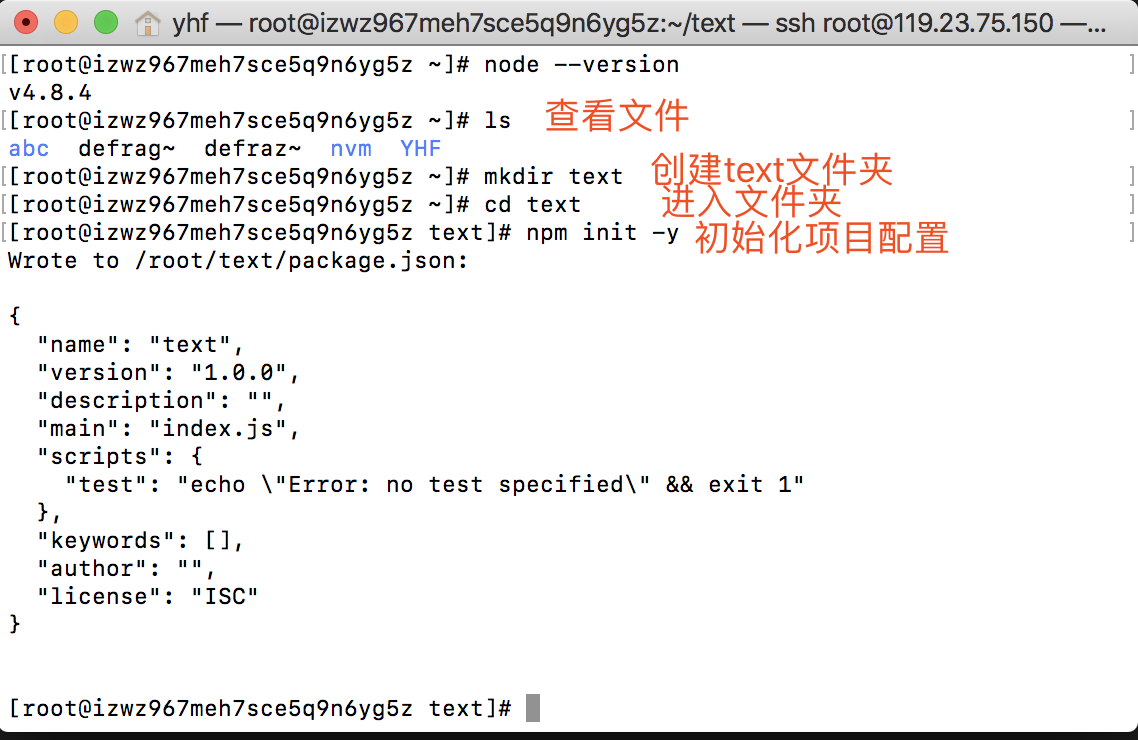 yhf — root@izwz967meh7sce5q9n6yg5z:~/text — ssh root@119.23.75.150 —...
[[root@izwz967meh7sce5q9n6yg5z ~]# node --version ]
v4.8.4
[[root@izwz967meh7sce5q9n6yg5z ~]# ls 查看文件 ]
abc defrag~ defraz~ nvm YHF
[[root@izwz967meh7sce5q9n6yg5z ~]# mkdir text 创建text文件夹 ]
[[root@izwz967meh7sce5q9n6yg5z ~]# cd text 进入文件夹 ]
[[root@izwz967meh7sce5q9n6yg5z text]# npm init -y 初始化项目配置 ]
Wrote to /root/text/package.json:
{
  "name": "text",
  "version": "1.0.0",
  "description": "",
  "main": "index.js",
  "scripts": {
    "test": "echo \"Error: no test specified\" && exit 1"
  },
  "keywords": [],
  "author": "",
  "license": "ISC"
}
[root@izwz967meh7sce5q9n6yg5z text]#